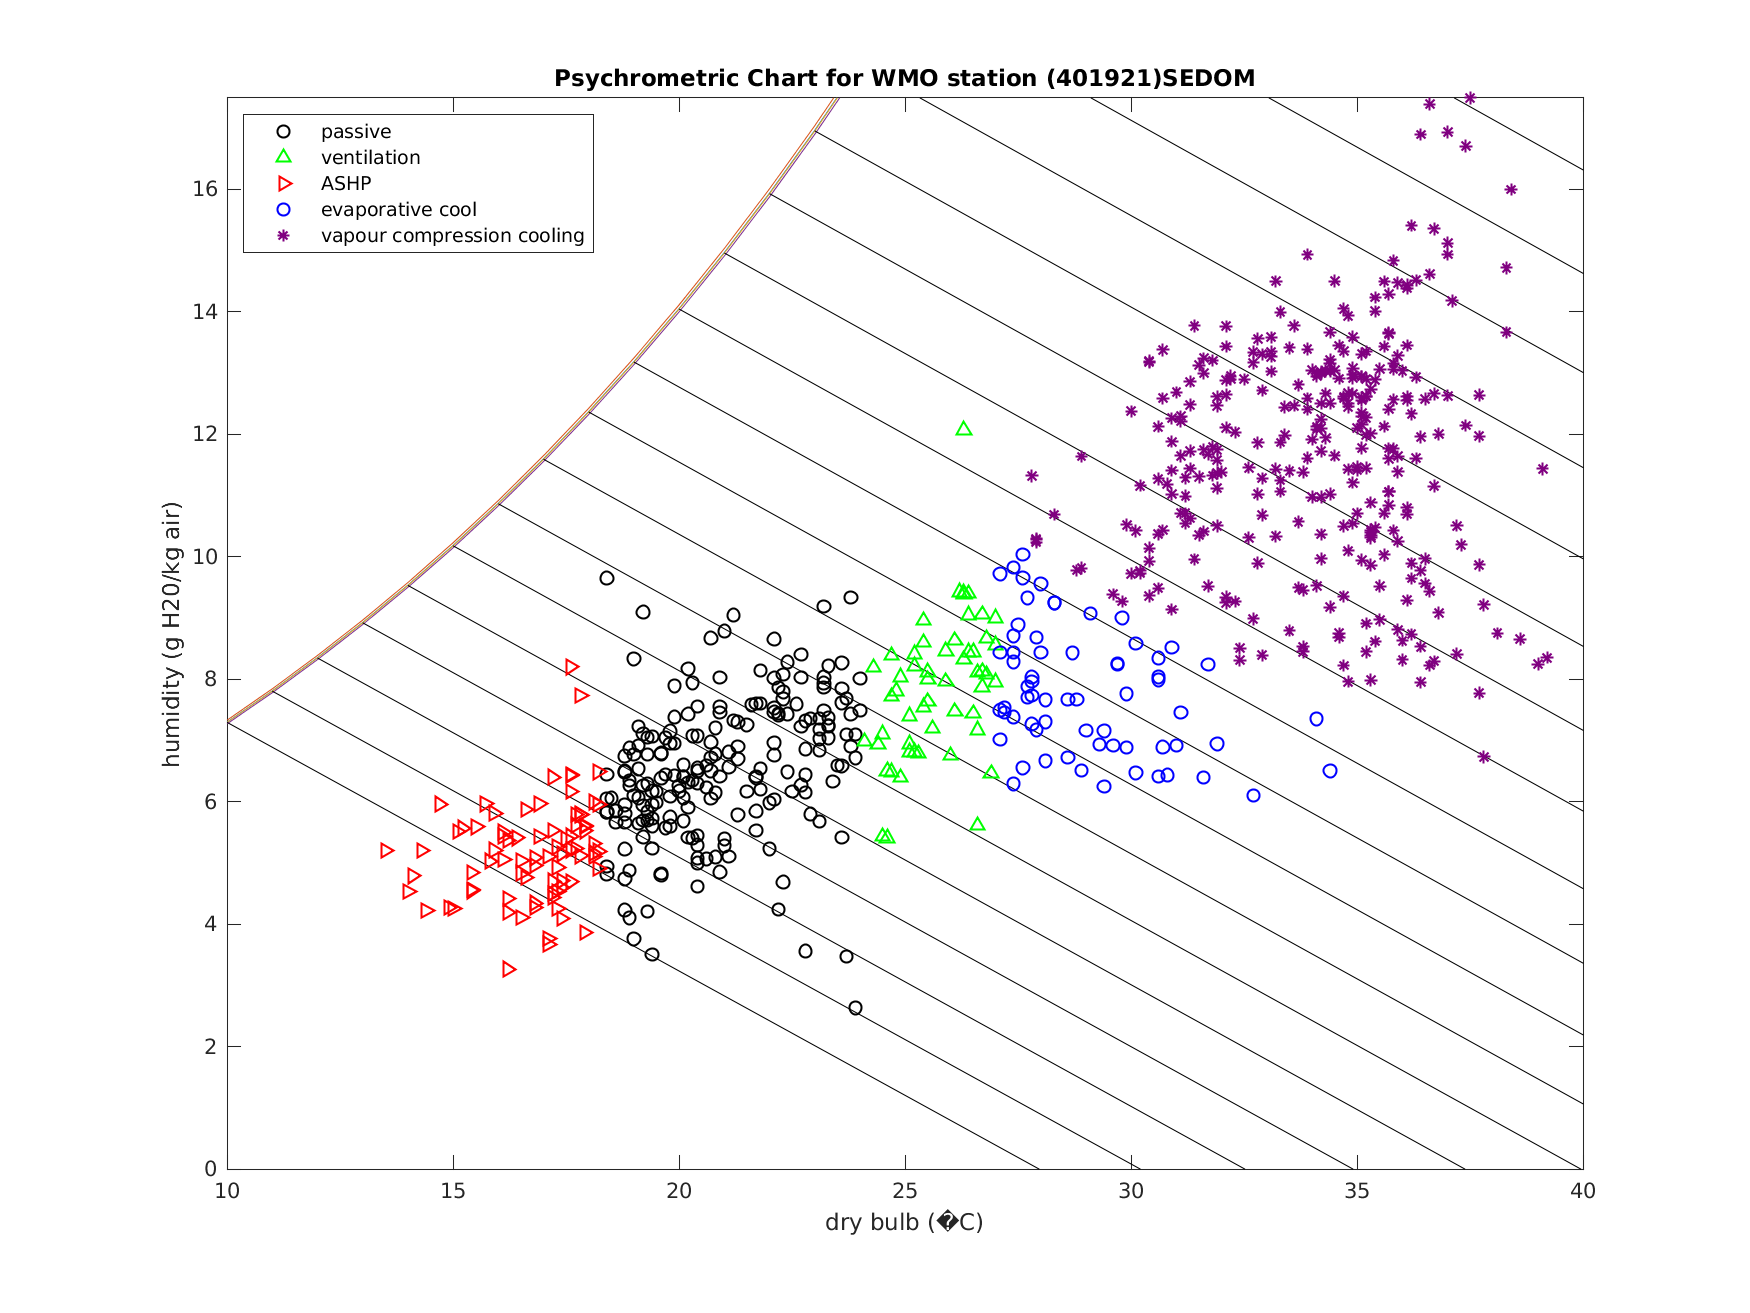 Psychrometric Chart for WMO station (401921)SEDOM
passive
ventilation
ASHP
evaporative cool
vapour compression cooling
humidity (g H20/kg air)
16
14
12
10
8
6
4
2
0
10 15 20 25 30 35 40
dry bulb (�C)